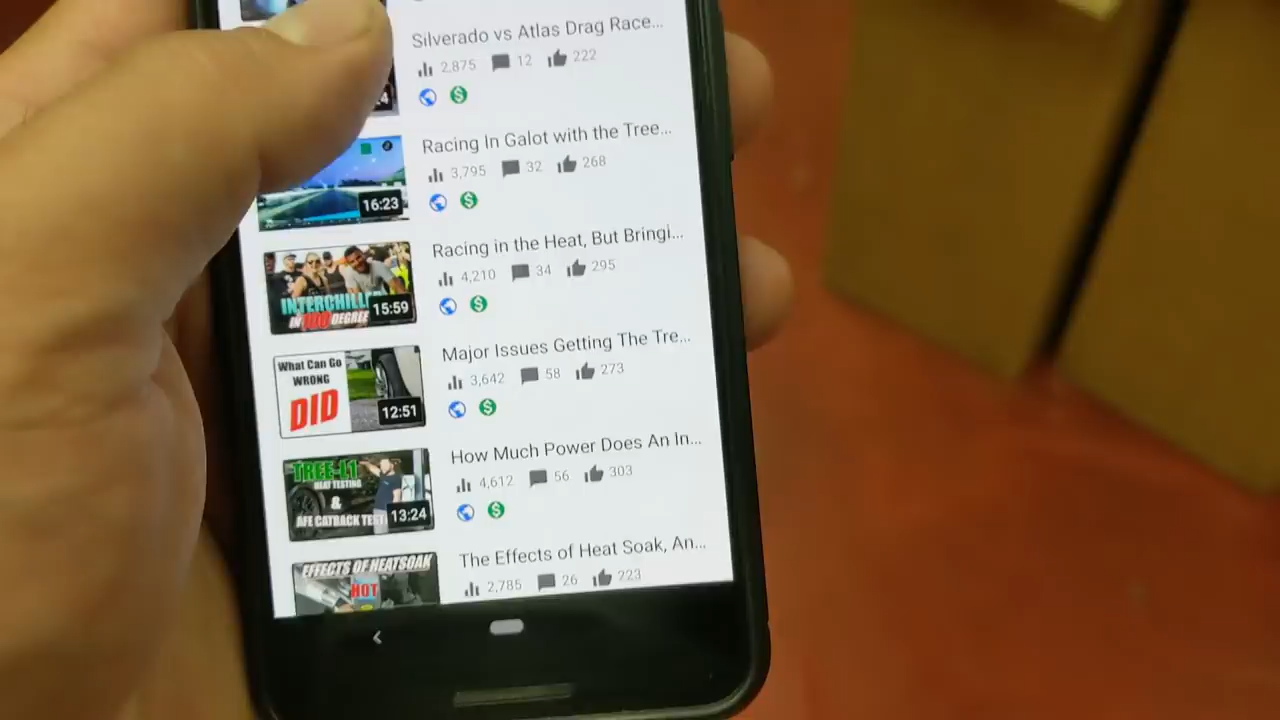 Silverado vs Atlas Drag Race...
2,875 12 222
Racing In Galot with the Tree...
3,795 32 268
16:23
Racing in the Heat, But Bringi...
4,210 34 295
INTERCHILL
IN 100 DEGREE
15:59
Major Issues Getting The Tre...
3,642 58 273
What Can Go
WRONG
DID
12:51
How Much Power Does An In...
4,612 56 303
TREE-L1
HEAT TESTING
&
AFE CATBACK TEST
13:24
The Effects of Heat Soak, An...
2,785 26 223
EFFECTS OF HEATSOAK
HOT